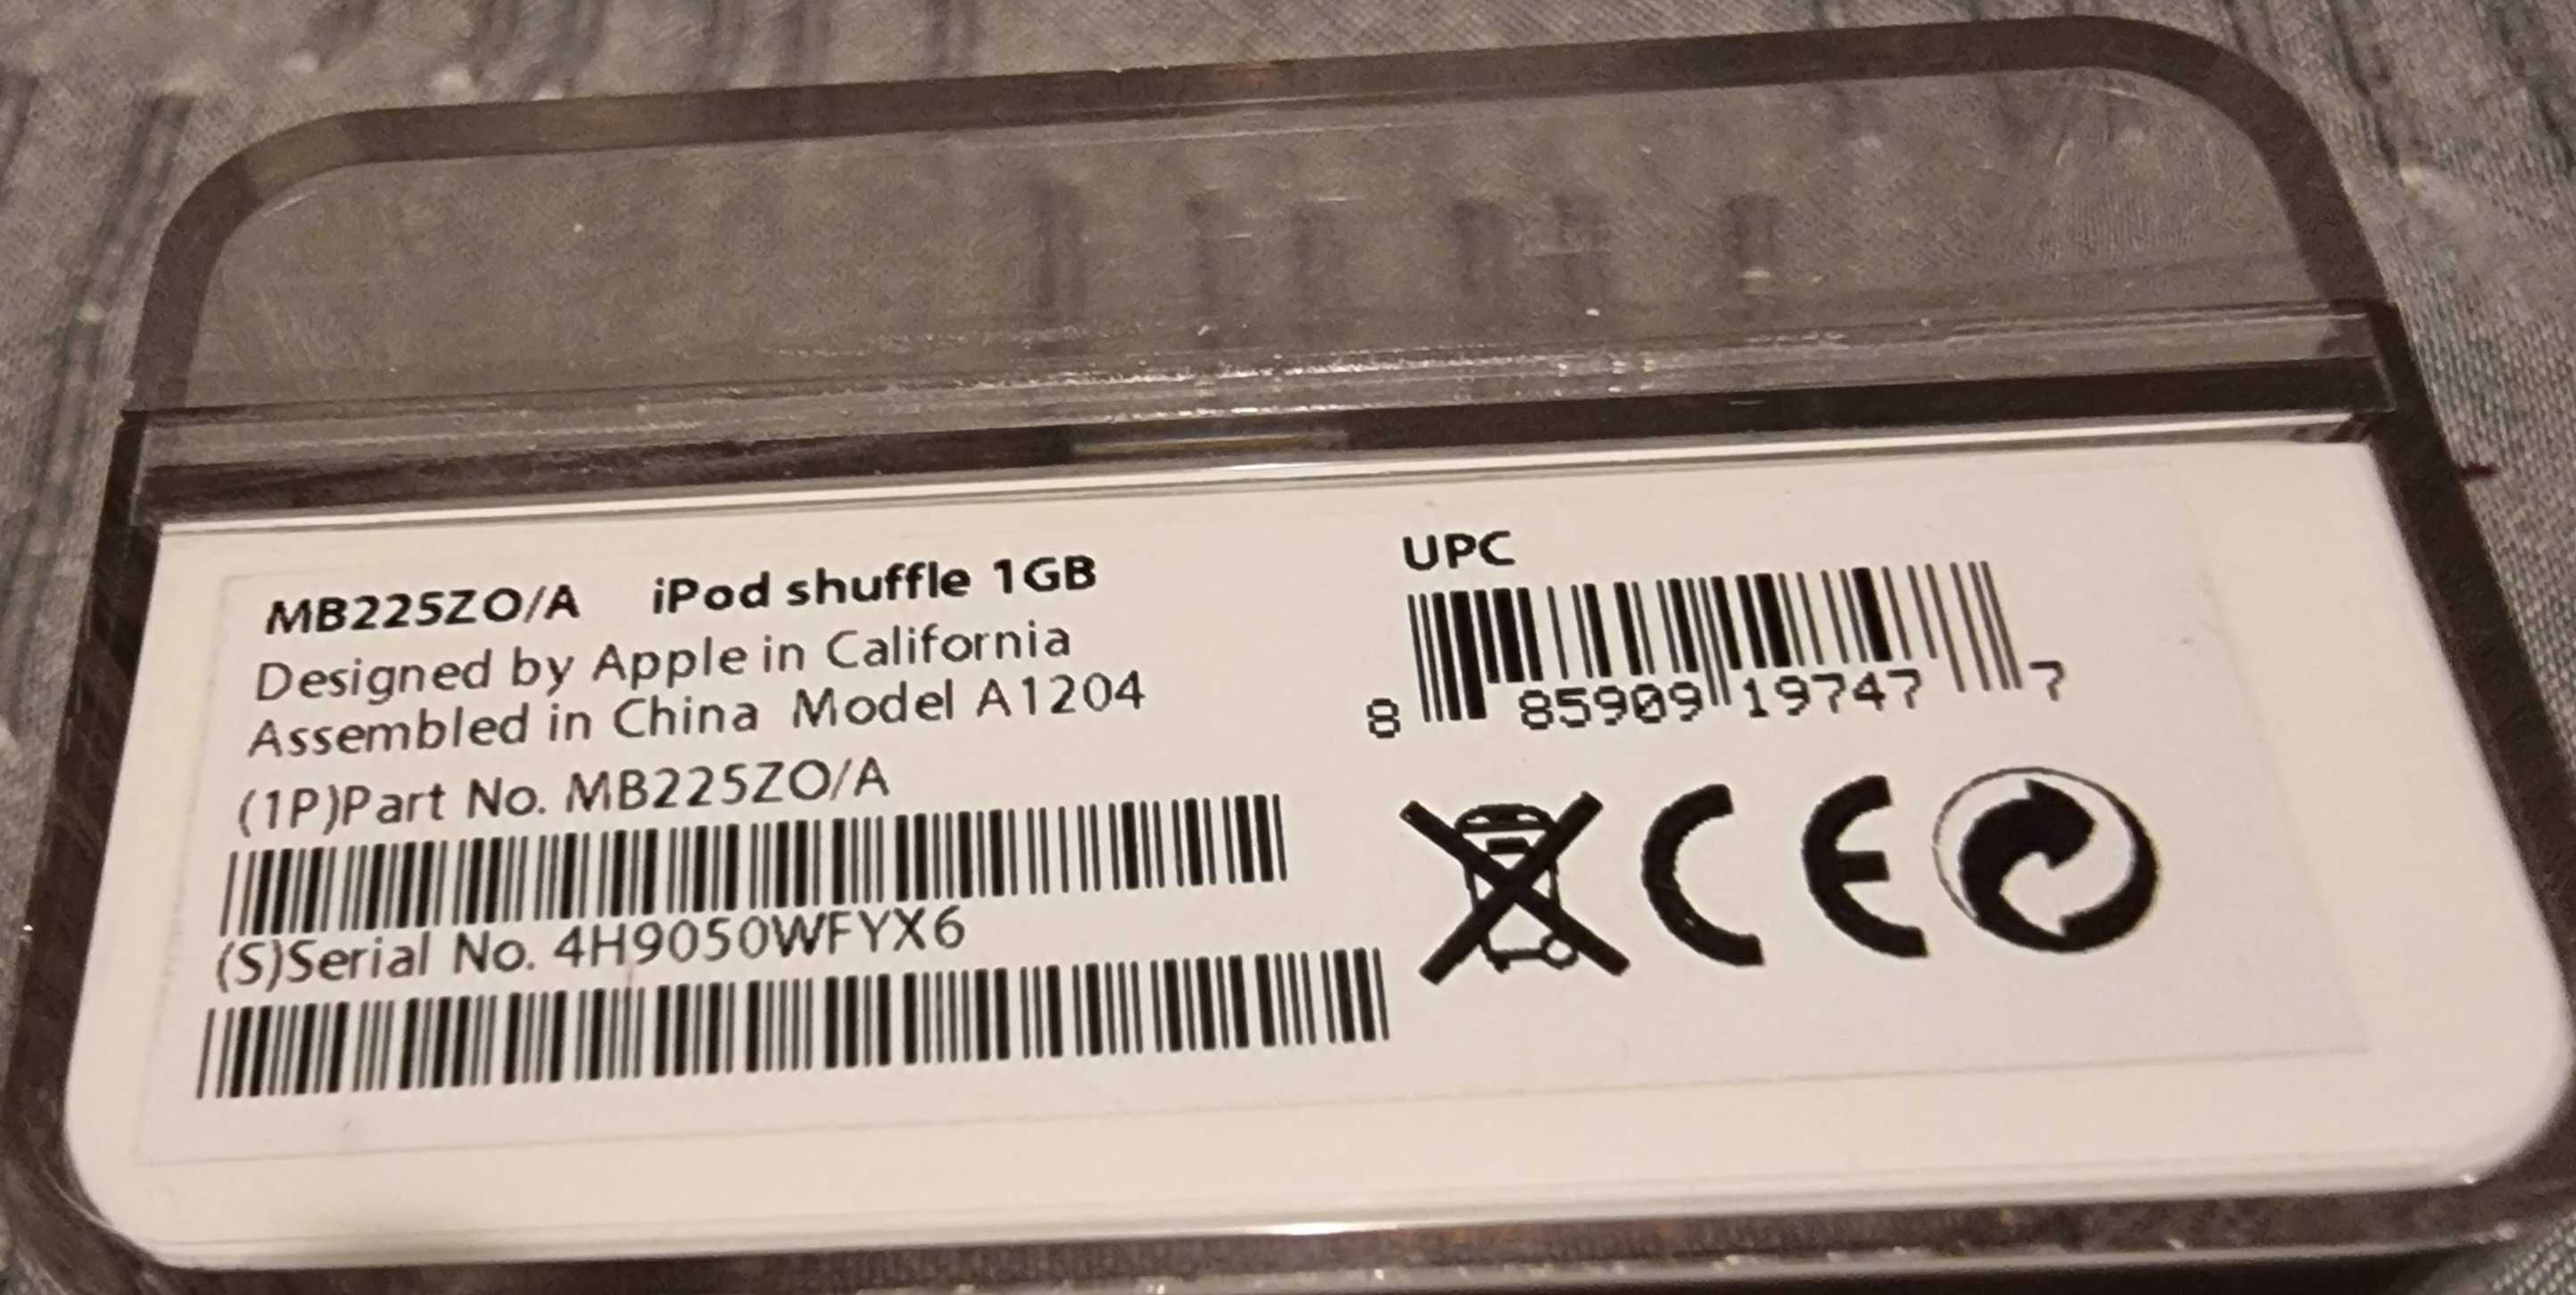 MB225ZO/A iPod shuffle 1GB
Designed by Apple in California
Assembled in China Model A1204
(1P)Part No. MB225ZO/A
(S)Serial No. 4H9050WFYX6
UPC
8 85909 19747 7
CE